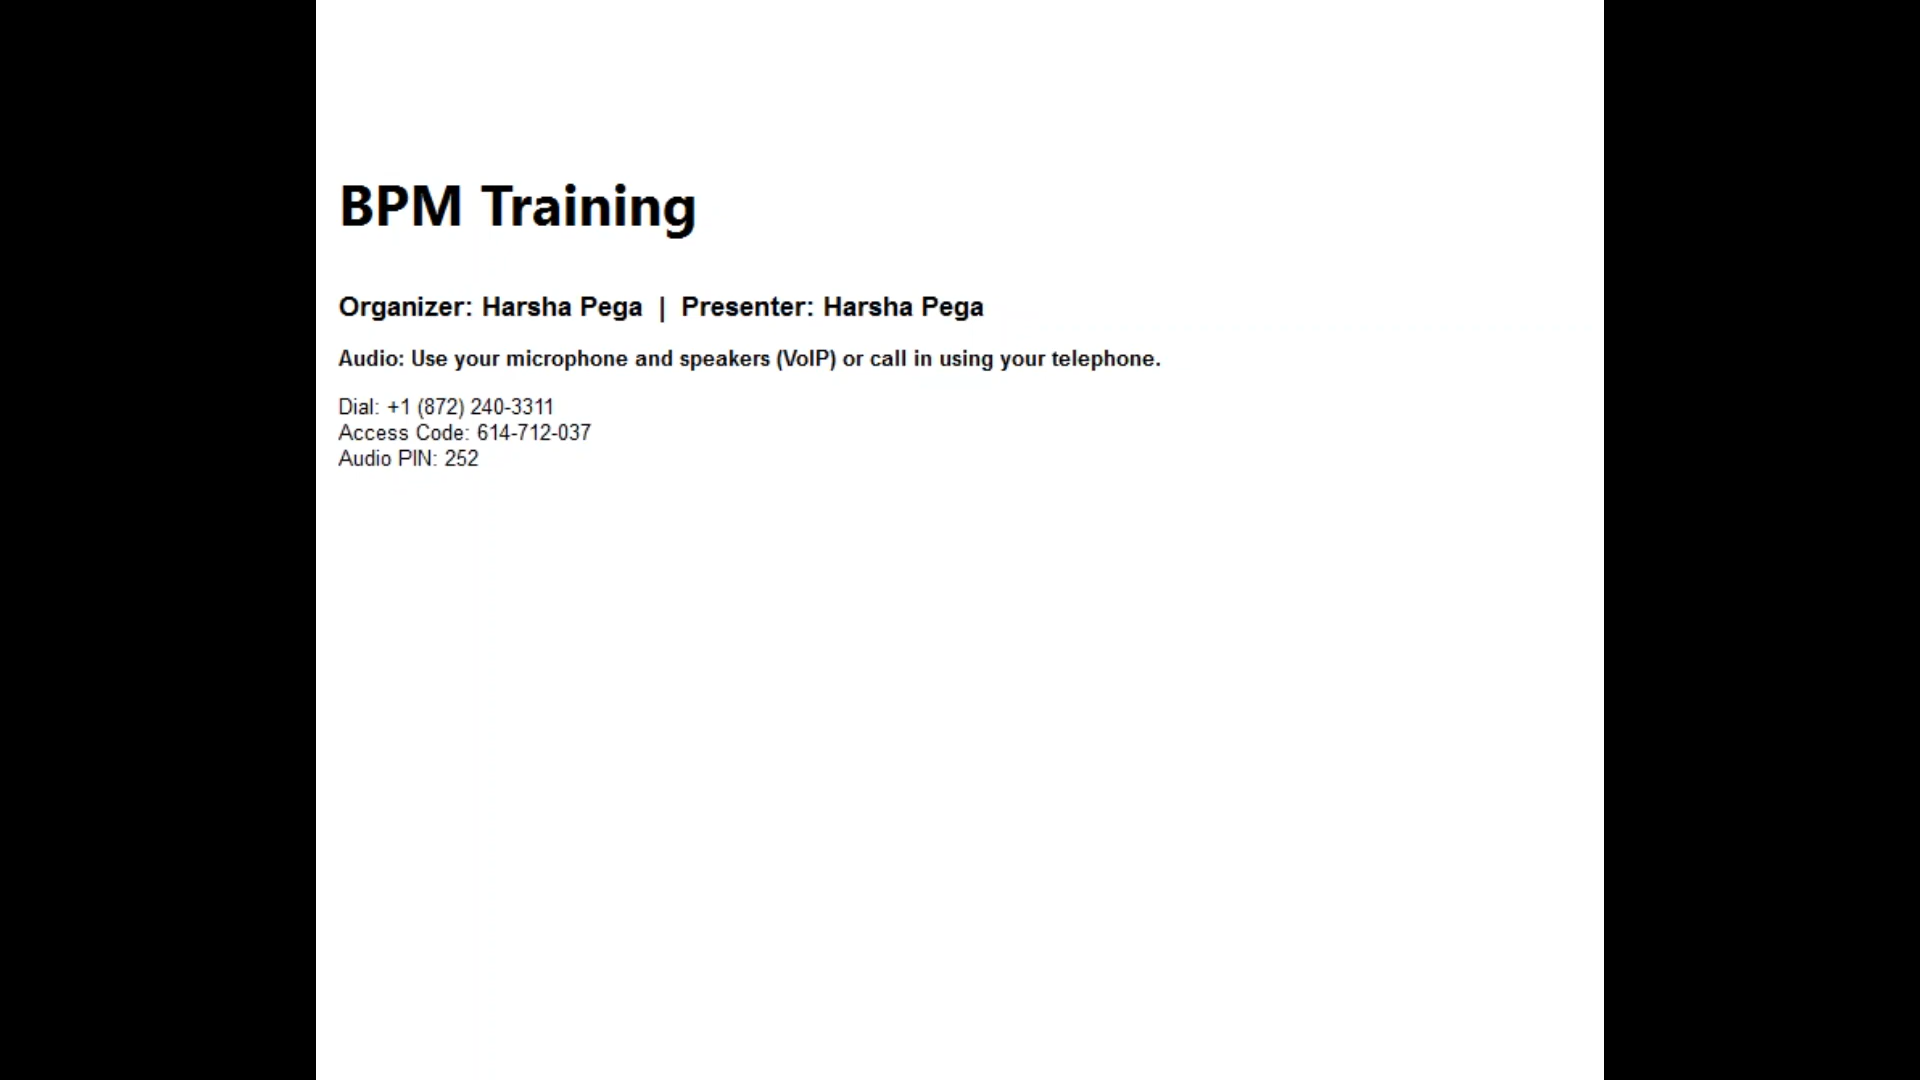 BPM Training
Organizer: Harsha Pega | Presenter: Harsha Pega
Audio: Use your microphone and speakers (VoIP) or call in using your telephone.
Dial: +1 (872) 240-3311
Access Code: 614-712-037
Audio PIN: 252